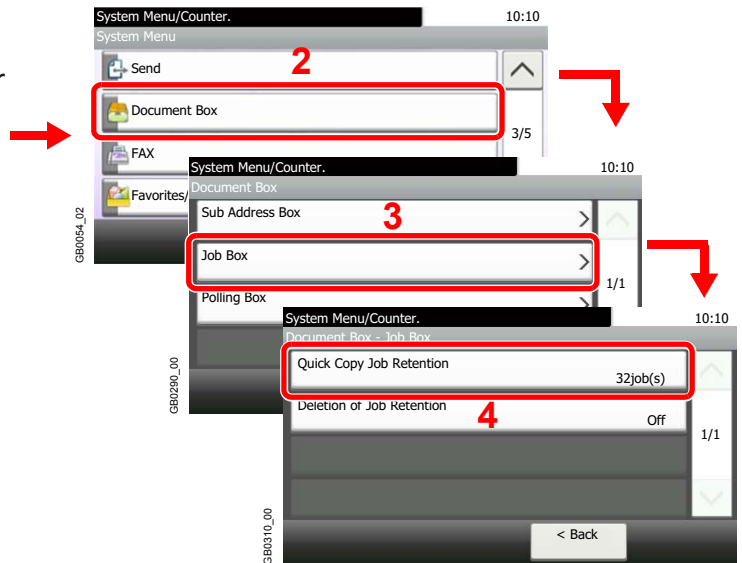 System Menu/Counter. 10:10
System Menu
r
Send
2
Document Box
3/5
FAX
Favorites/
GB0054_02
System Menu/Counter. 10:10
Document Box
Sub Address Box
3
Job Box
1/1
Polling Box
GB0290_00
System Menu/Counter. 10:10
Document Box - Job Box
Quick Copy Job Retention
32job(s)
Deletion of Job Retention
4
Off
1/1
< Back
GB0310_00